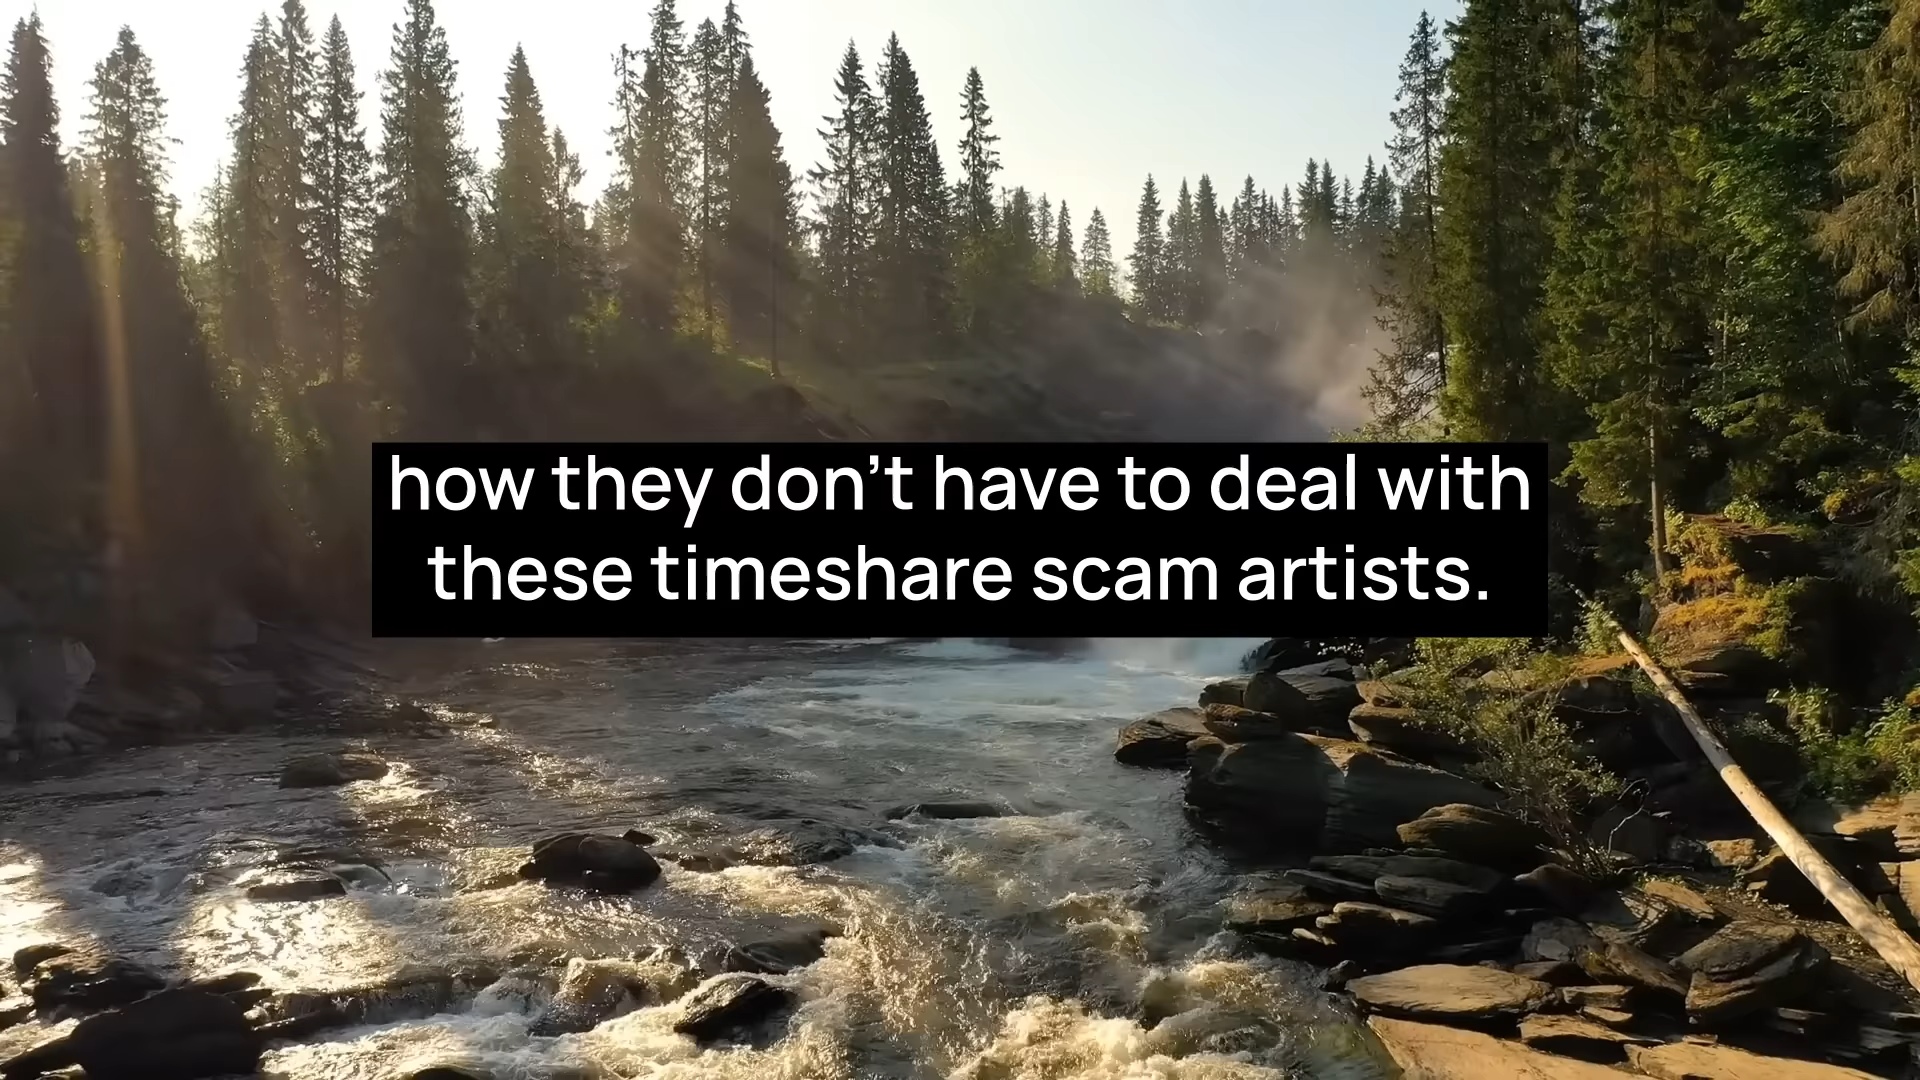 how they don’t have to deal with
these timeshare scam artists.